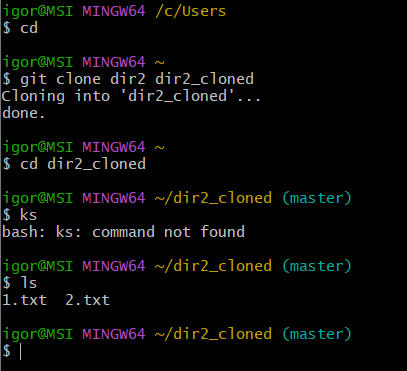 igor@MSI MINGW64 /c/Users
$ cd
igor@MSI MINGW64 ~
$ git clone dir2 dir2_cloned
Cloning into 'dir2_cloned'...
done.
igor@MSI MINGW64 ~
$ cd dir2_cloned
igor@MSI MINGW64 ~/dir2_cloned (master)
$ ks
bash: ks: command not found
igor@MSI MINGW64 ~/dir2_cloned (master)
$ ls
1.txt  2.txt
igor@MSI MINGW64 ~/dir2_cloned (master)
$